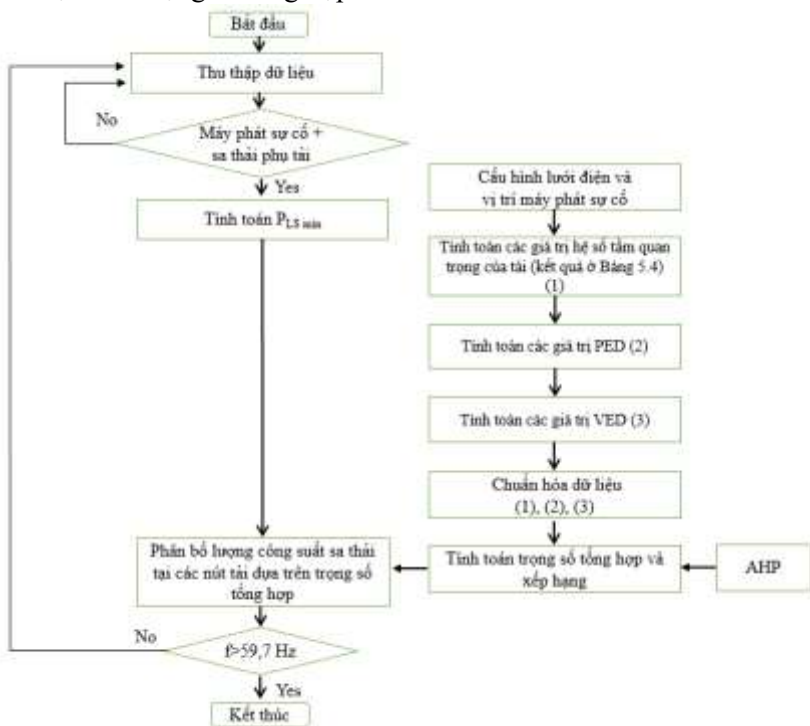 Bắt đầu
Thu thập dữ liệu
No
Máy phát sự cố +
sa thải phụ tải
Yes
Tính toán P_LS min
Cấu hình lưới điện và
vị trí máy phát sự cố
Tính toán các giá trị hệ số tầm quan
trọng của tải (kết quả ở Bảng 5.4)
(1)
Tính toán các giá trị PED (2)
Tính toán các giá trị VED (3)
Chuẩn hóa dữ liệu
(1), (2), (3)
Phân bố lượng công suất sa thải
tại các nút tải dựa trên trọng số
tổng hợp
Tính toán trọng số tổng hợp và
xếp hạng
AHP
No
f>59,7 Hz
Yes
Kết thúc